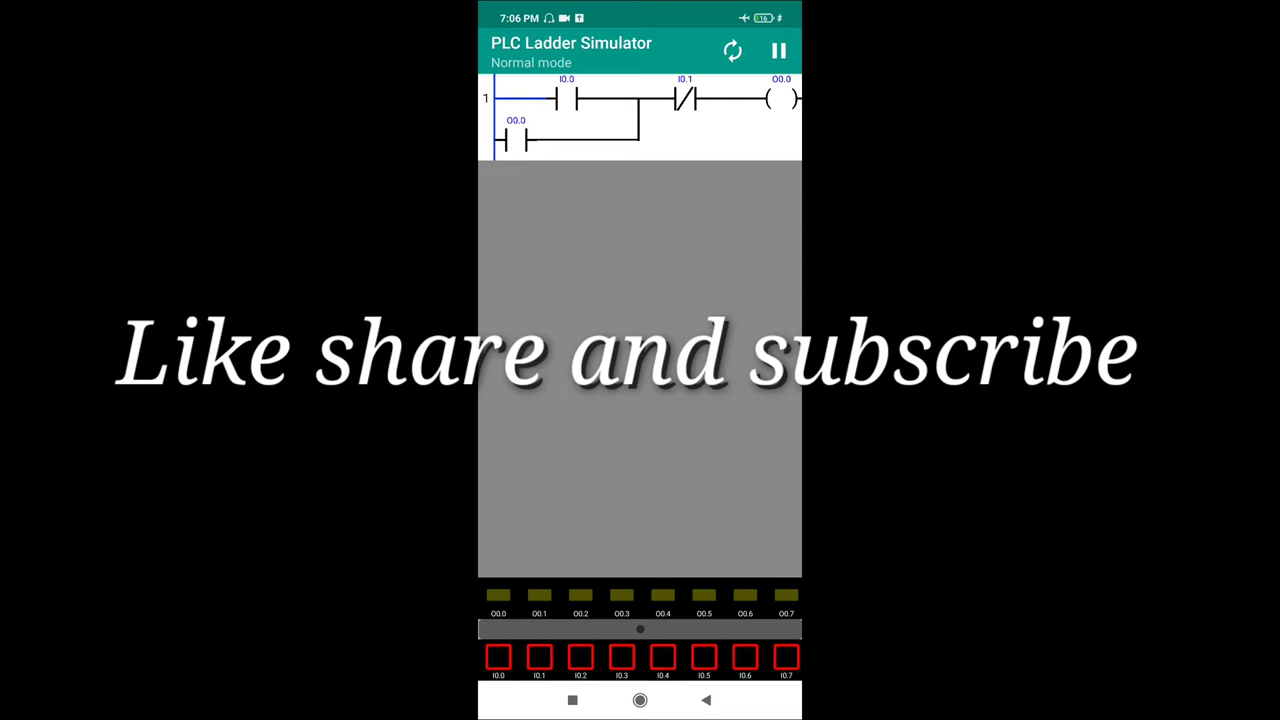 7:06 PM 16
PLC Ladder Simulator
Normal mode
I0.0 I0.1 O0.0
1
O0.0
Like share and subscribe
O0.0 O0.1 O0.2 O0.3 O0.4 O0.5 O0.6 O0.7
I0.0 I0.1 I0.2 I0.3 I0.4 I0.5 I0.6 I0.7